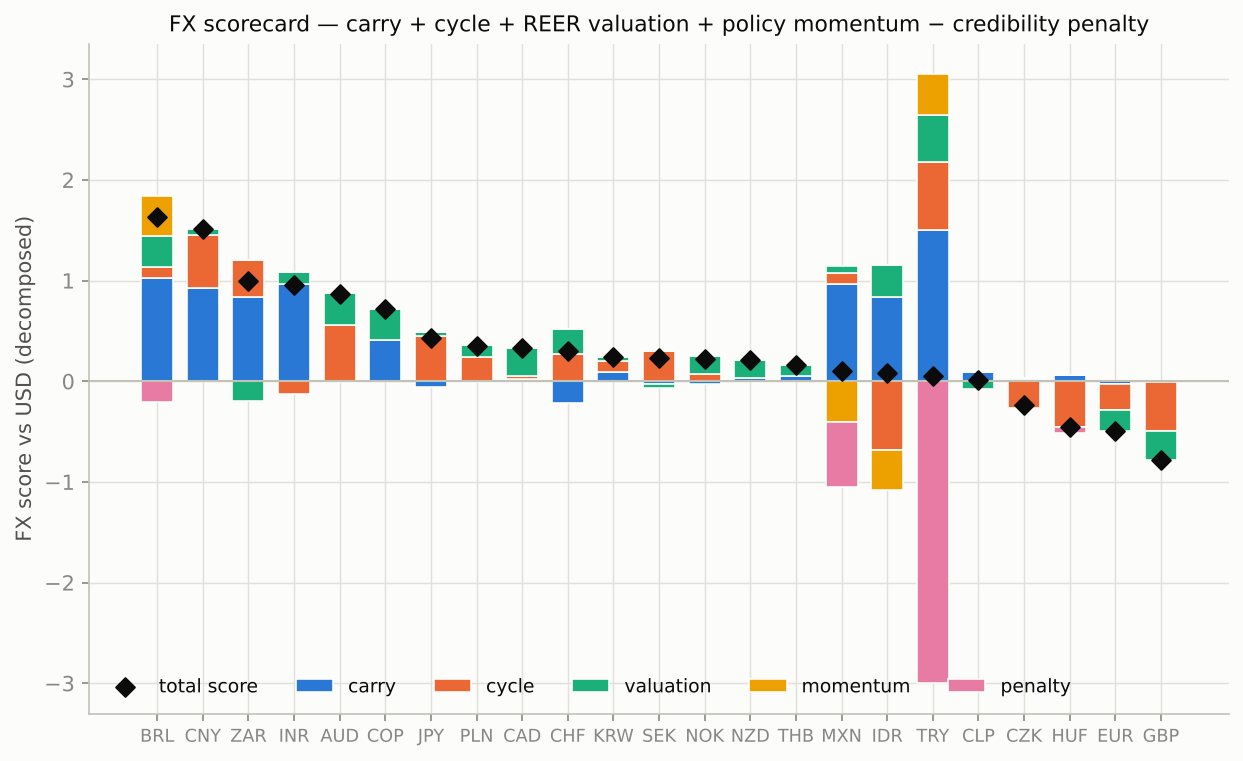 FX scorecard — carry + cycle + REER valuation + policy momentum − credibility penalty
FX score vs USD (decomposed)
3
2
1
0
−1
−2
−3
total score carry cycle valuation momentum penalty
BRL CNY ZAR INR AUD COP JPY PLN CAD CHF KRW SEK NOK NZD THB MXN IDR TRY CLP CZK HUF EUR GBP